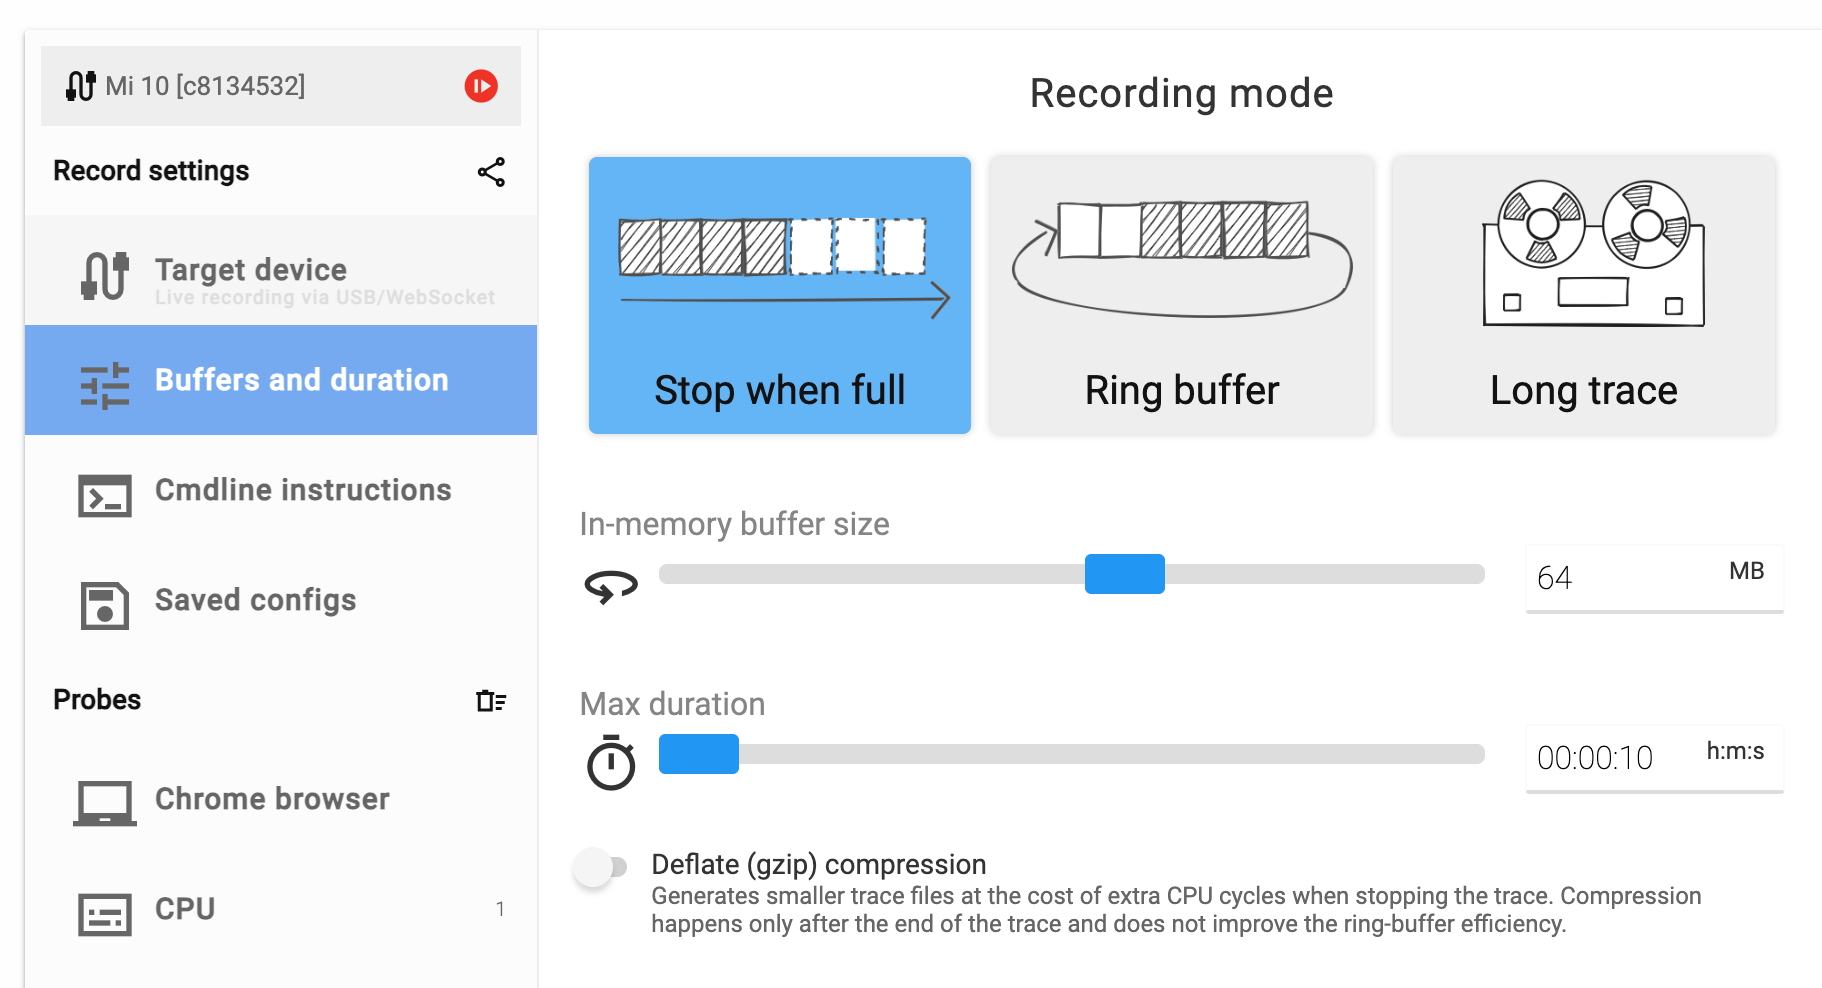 Mi 10 [c8134532]
Record settings
Target device
Live recording via USB/WebSocket
Buffers and duration
Cmdline instructions
Saved configs
Probes
Chrome browser
CPU 1
Recording mode
Stop when full
Ring buffer
Long trace
In-memory buffer size
64 MB
Max duration
00:00:10 h:m:s
Deflate (gzip) compression
Generates smaller trace files at the cost of extra CPU cycles when stopping the trace. Compression
happens only after the end of the trace and does not improve the ring-buffer efficiency.